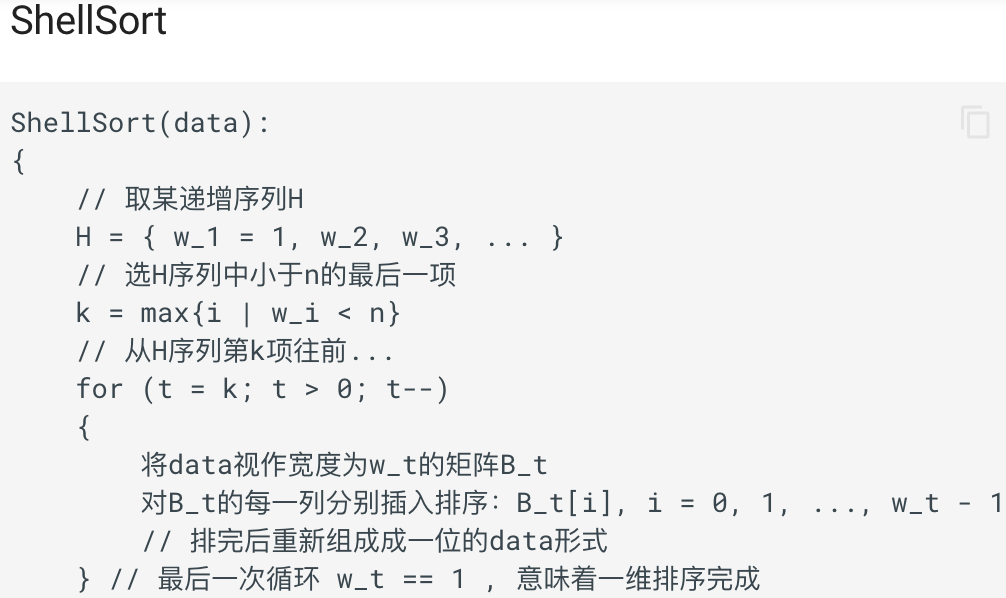 ShellSort
ShellSort(data):
{
    // 取某递增序列H
    H = { w_1 = 1, w_2, w_3, ... }
    // 选H序列中小于n的最后一项
    k = max{i | w_i < n}
    // 从H序列第k项往前...
    for (t = k; t > 0; t--)
    {
        将data视作宽度为w_t的矩阵B_t
        对B_t的每一列分别插入排序: B_t[i], i = 0, 1, ..., w_t - 1
        // 排完后重新组成成一位的data形式
    } // 最后一次循环 w_t == 1 , 意味着一维排序完成